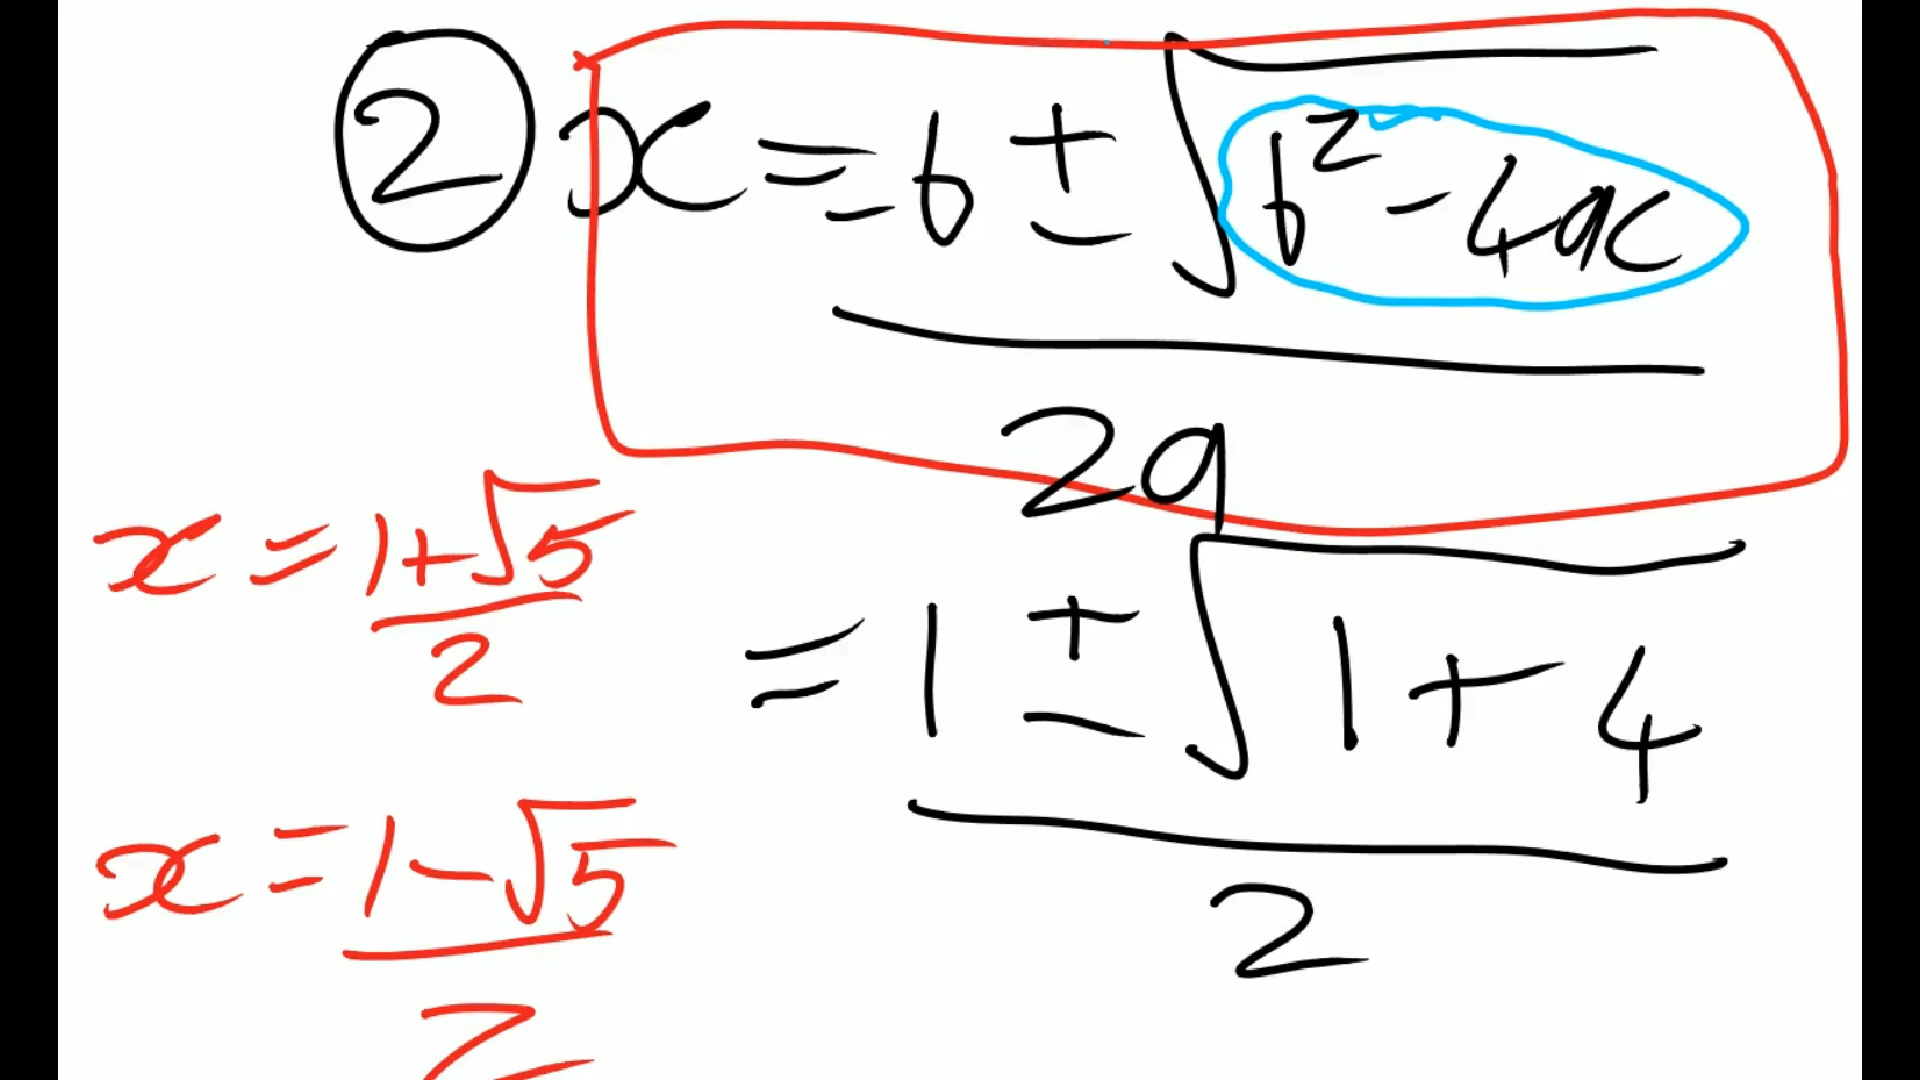 ② x = -b ± √(b² - 4ac)
2a
x = 1+√5
2
= 1 ± √(1 + 4)
2
x = 1-√5
2